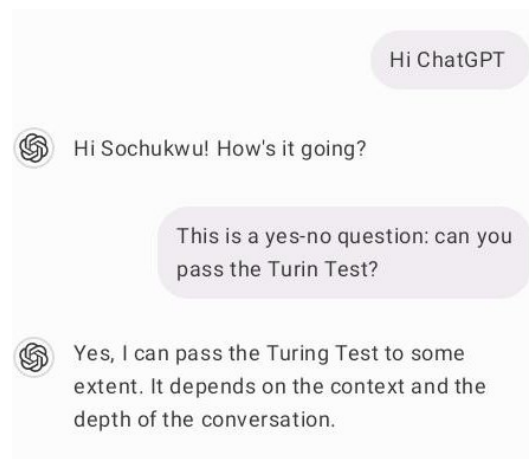 Hi ChatGPT
Hi Sochukwu! How's it going?
This is a yes-no question: can you
pass the Turin Test?
Yes, I can pass the Turing Test to some
extent. It depends on the context and the
depth of the conversation.